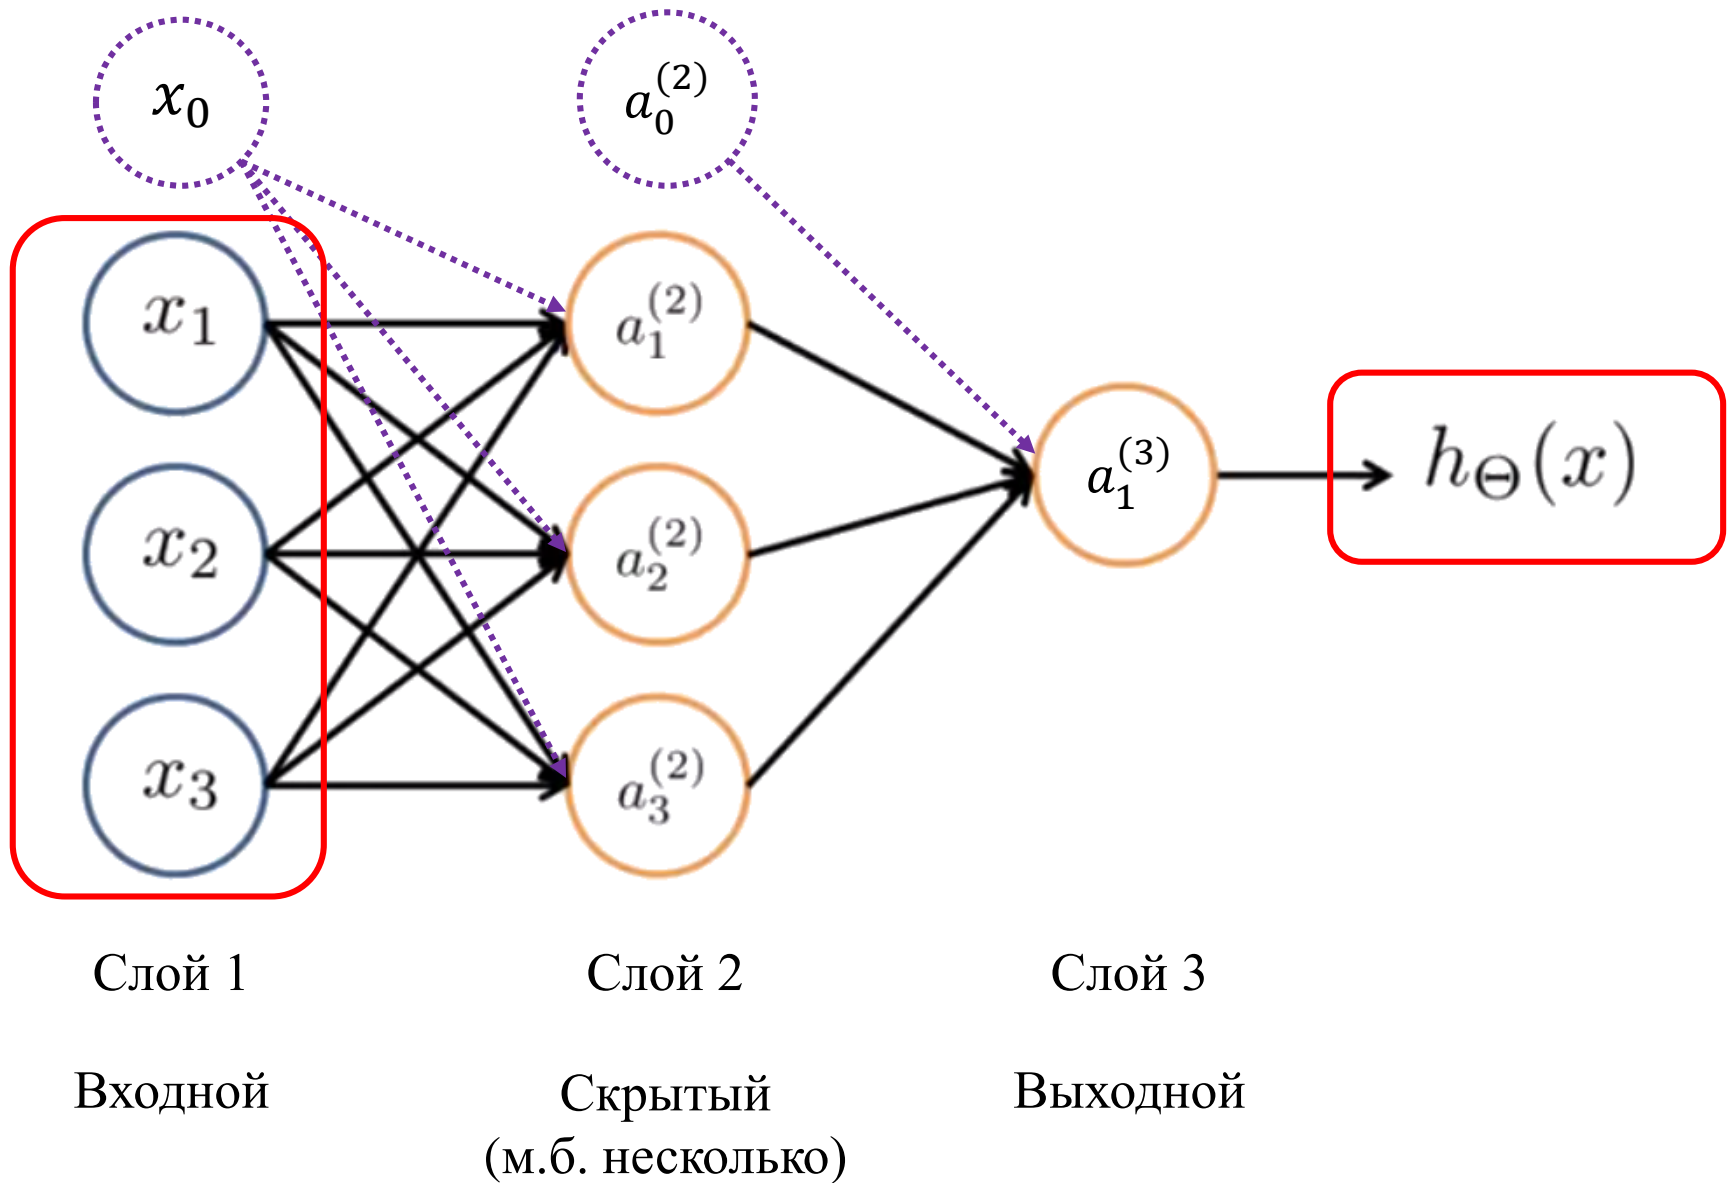 x₀ a₀⁽²⁾
x₁ a₁⁽²⁾
a₁⁽³⁾ h_Θ(x)
x₂ a₂⁽²⁾
x₃ a₃⁽²⁾
Слой 1 Слой 2 Слой 3
Входной Скрытый Выходной
(м.б. несколько)